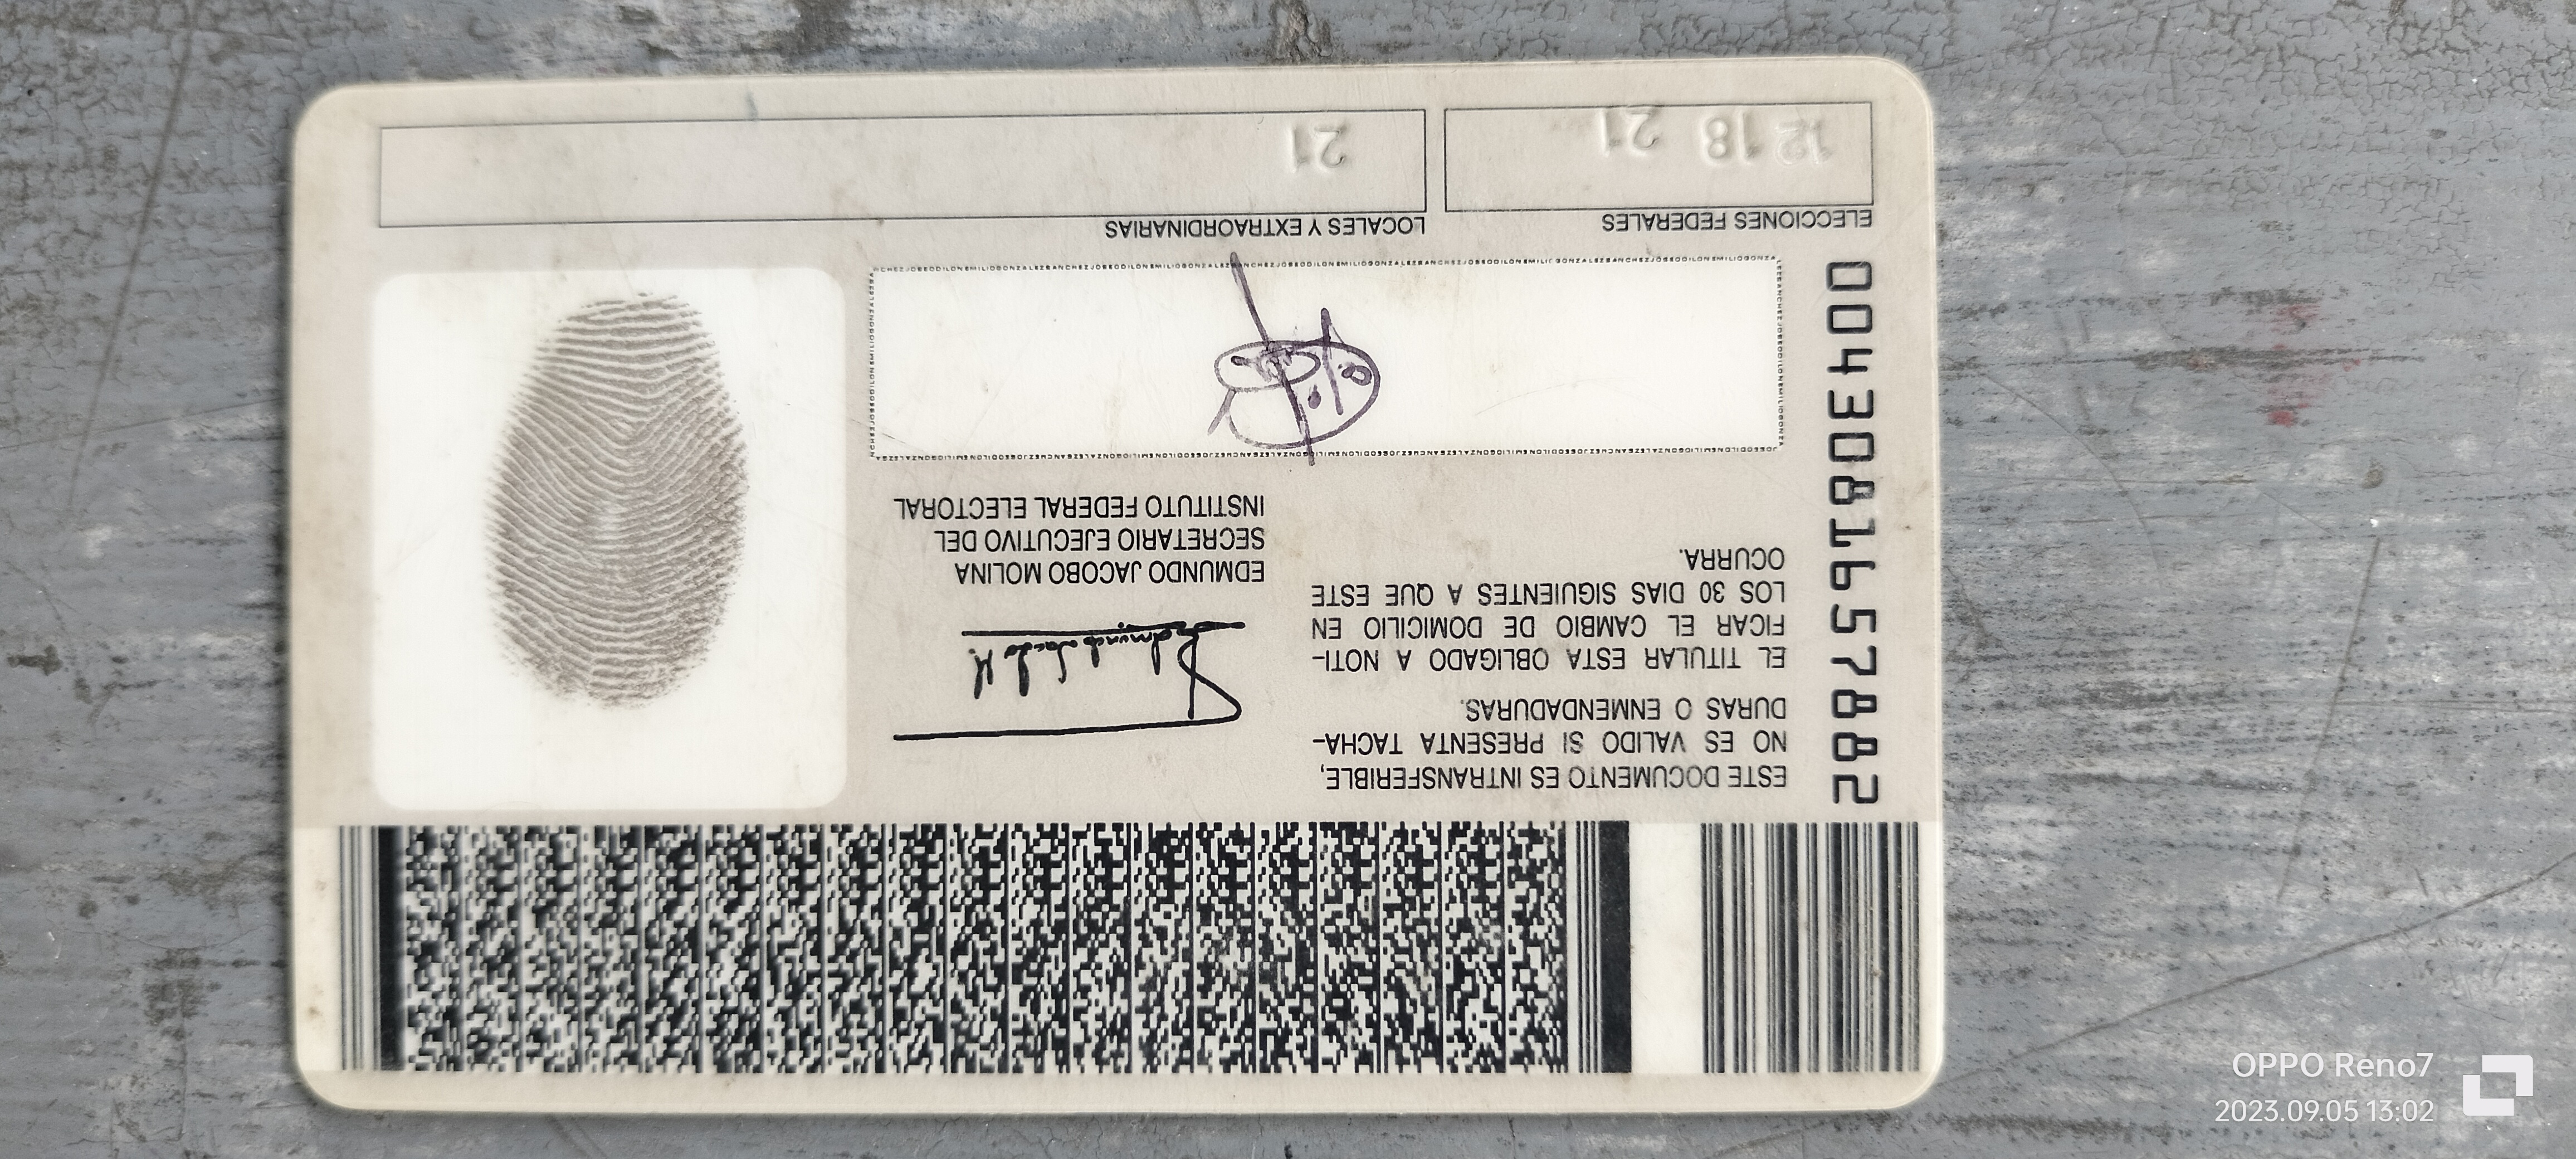 ESTE DOCUMENTO ES INTRANSFERIBLE,
NO ES VALIDO SI PRESENTA TACHA-
DURAS O ENMENDADURAS.
EL TITULAR ESTA OBLIGADO A NOTI-
FICAR EL CAMBIO DE DOMICILIO EN
LOS 30 DIAS SIGUIENTES A QUE ESTE
OCURRA.
Edmundo Jacobo M.
EDMUNDO JACOBO MOLINA
SECRETARIO EJECUTIVO DEL
INSTITUTO FEDERAL ELECTORAL
0043081657882
ELECCIONES FEDERALES
12 18 21
LOCALES Y EXTRAORDINARIAS
21
OPPO Reno7
2023.09.05 13:02